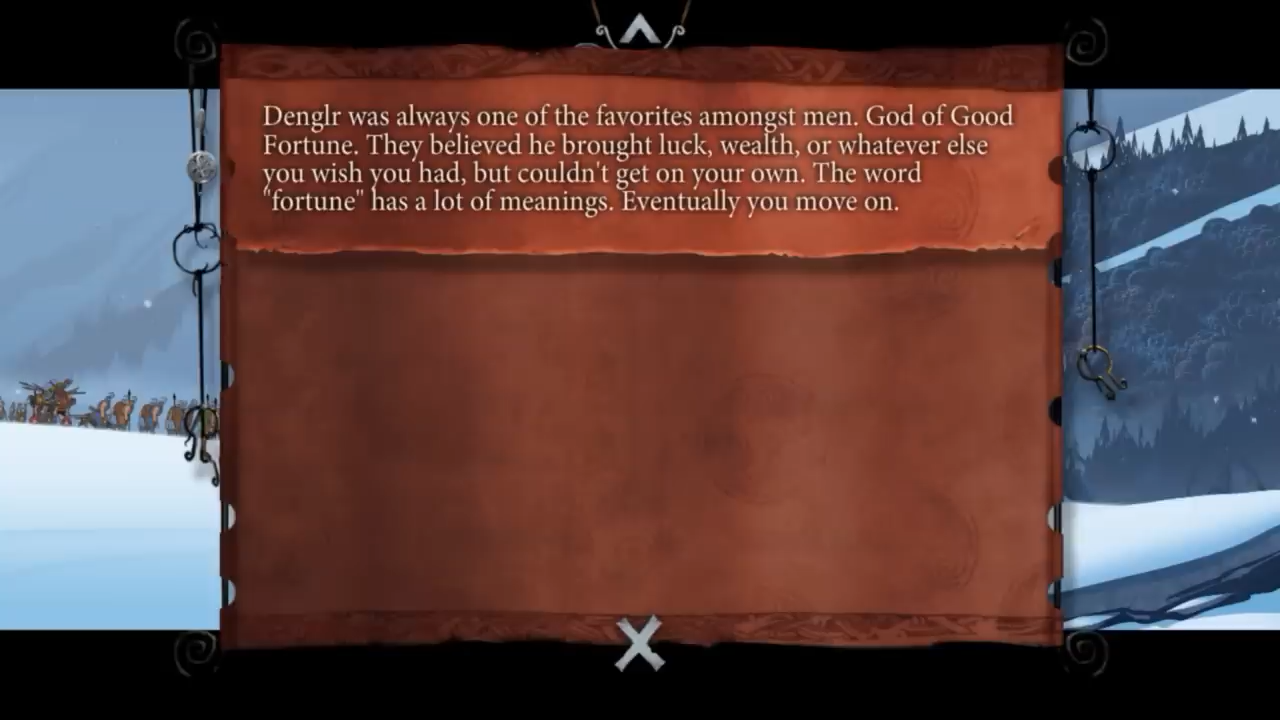 Denglr was always one of the favorites amongst men. God of Good
Fortune. They believed he brought luck, wealth, or whatever else
you wish you had, but couldn't get on your own. The word
"fortune" has a lot of meanings. Eventually you move on.